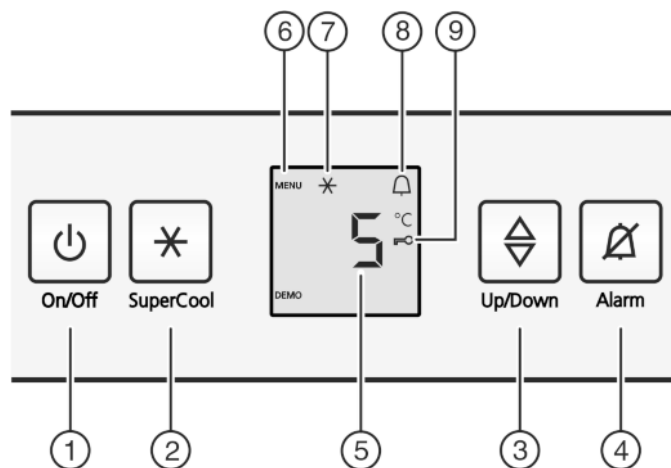 6 7 8 9
MENU
°C
5
DEMO
On/Off SuperCool Up/Down Alarm
1 2 5 3 4